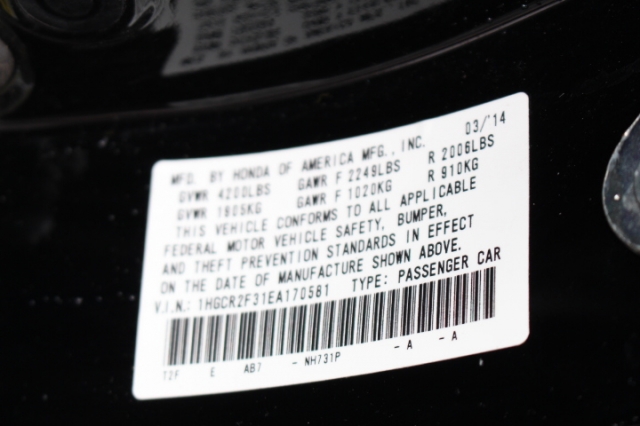 MFD. BY HONDA OF AMERICA MFG., INC. 03/'14
GVWR 4200LBS GAWR F 2249LBS R 2006LBS
GVWR 1905KG GAWR F 1020KG R 910KG
THIS VEHICLE CONFORMS TO ALL APPLICABLE
FEDERAL MOTOR VEHICLE SAFETY, BUMPER,
AND THEFT PREVENTION STANDARDS IN EFFECT
ON THE DATE OF MANUFACTURE SHOWN ABOVE.
V.I.N.: 1HGCR2F31EA170561 TYPE: PASSENGER CAR
T2F E AB7 - NH731P - A - A